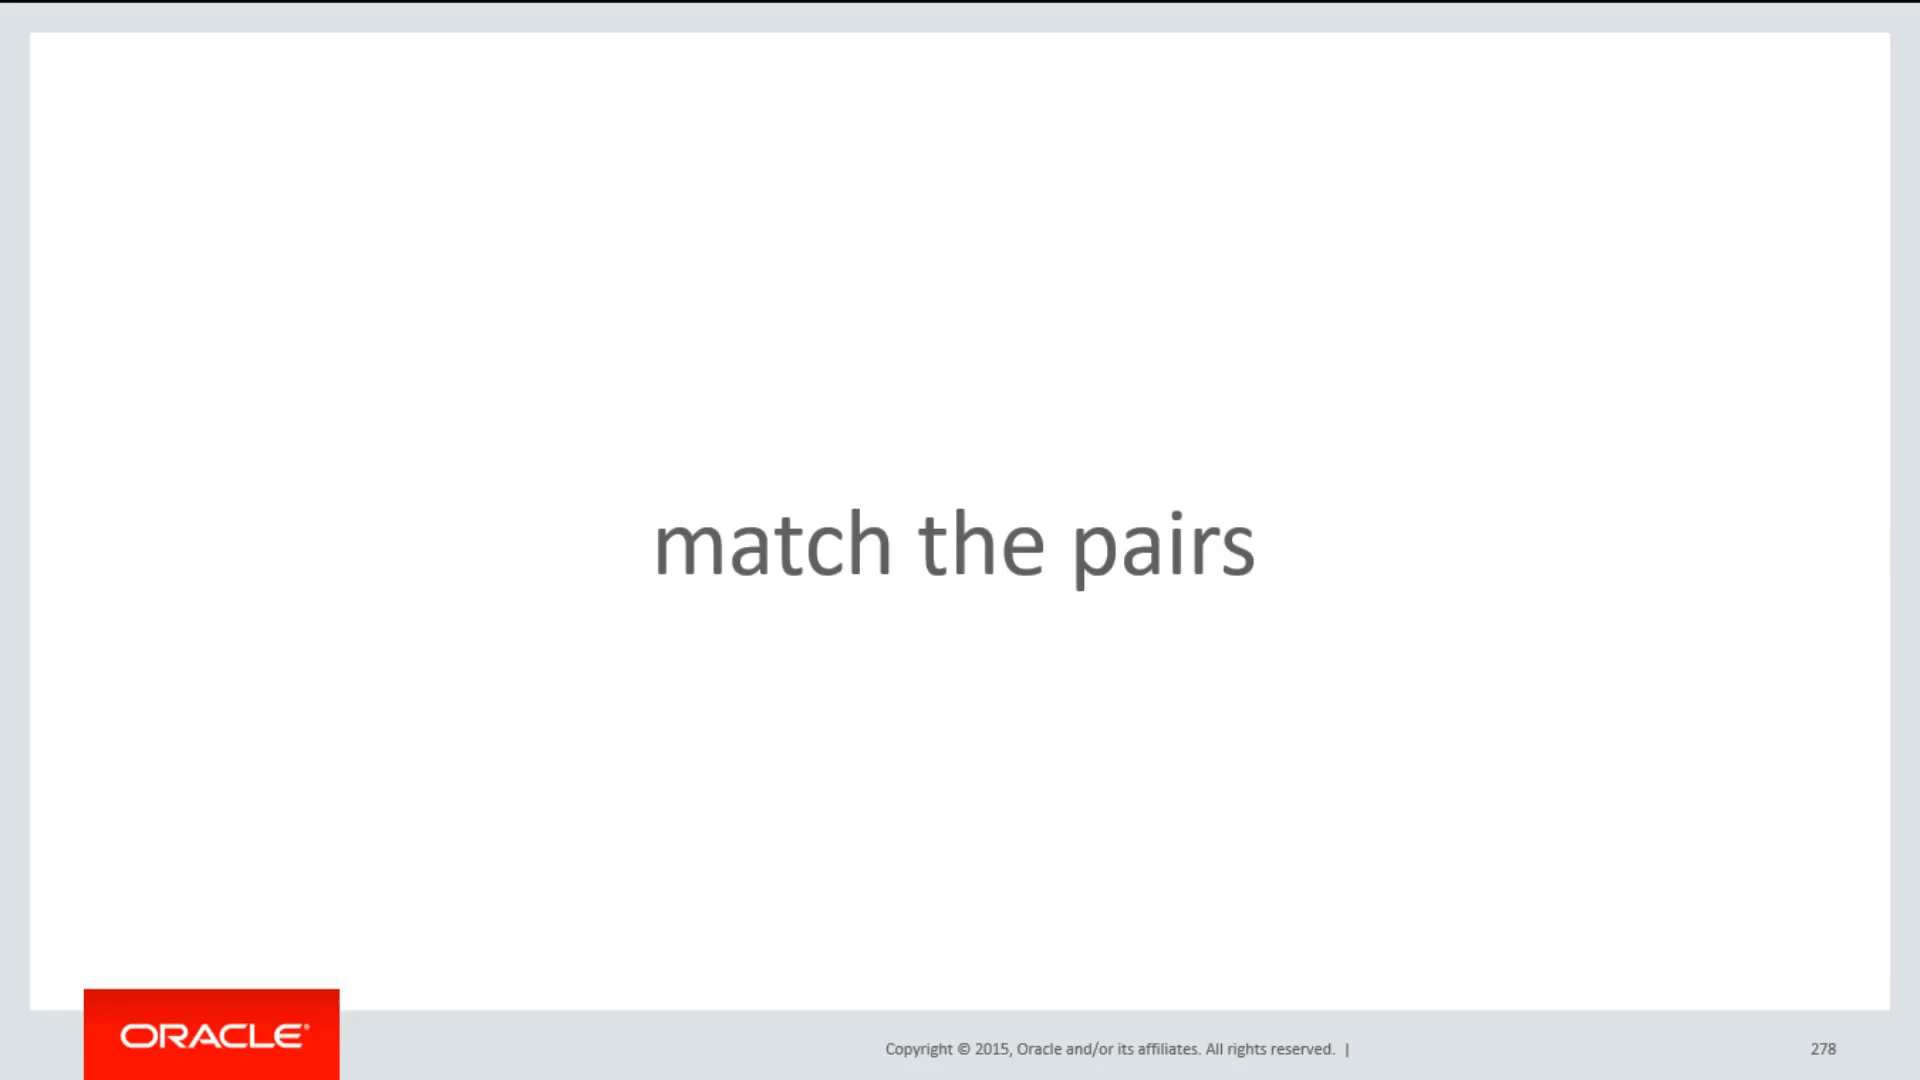 match the pairs
ORACLE®
Copyright © 2015, Oracle and/or its affiliates. All rights reserved. |
278